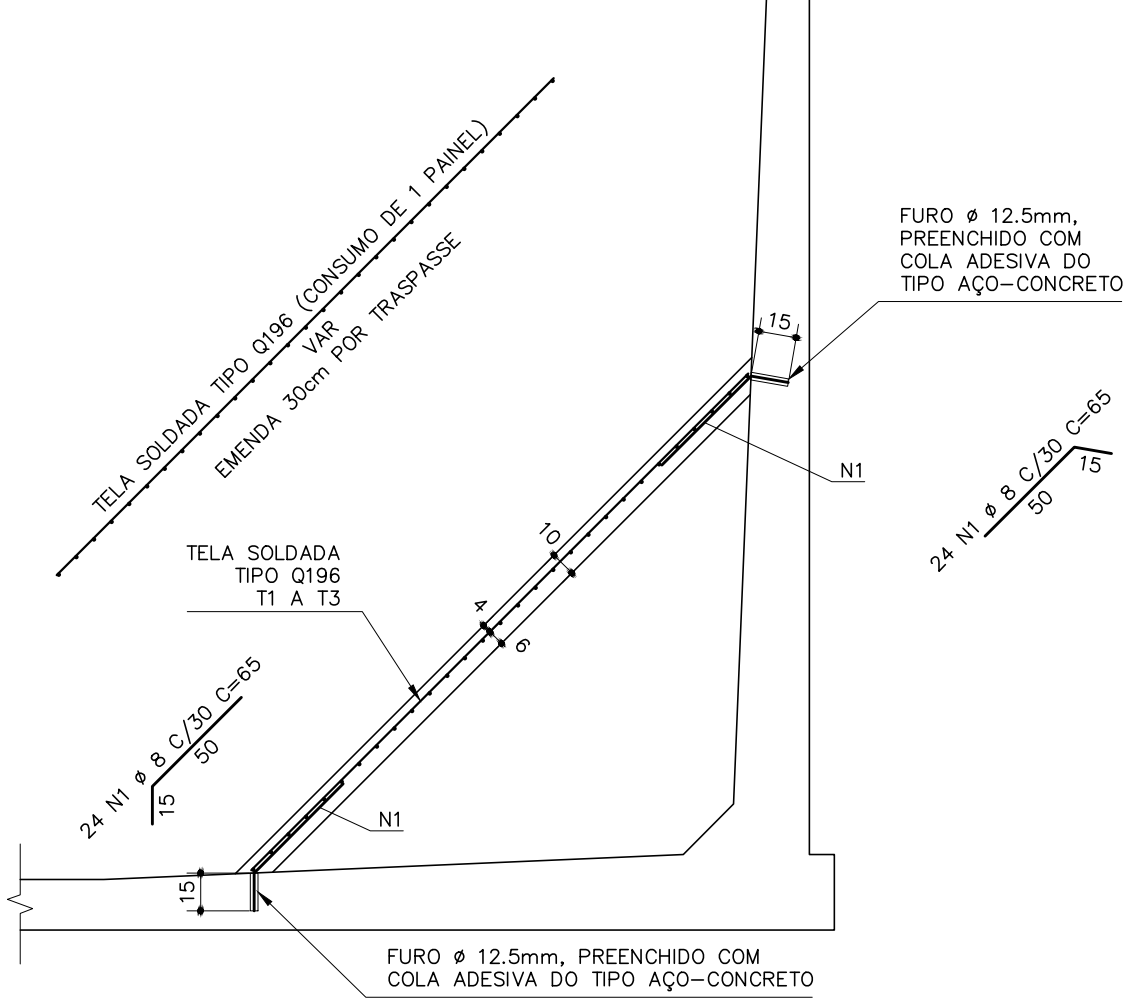 TELA SOLDADA TIPO Q196 (CONSUMO DE 1 PAINEL)
VAR
EMENDA 30cm POR TRASPASSE
FURO ø 12.5mm,
PREENCHIDO COM
COLA ADESIVA DO
TIPO AÇO-CONCRETO
15
N1
24 N1 ø 8 C/30 C=65
50
15
10
TELA SOLDADA
TIPO Q196
T1 A T3
4
6
24 N1 ø 8 C/30 C=65
50
15
N1
15
FURO ø 12.5mm, PREENCHIDO COM
COLA ADESIVA DO TIPO AÇO-CONCRETO